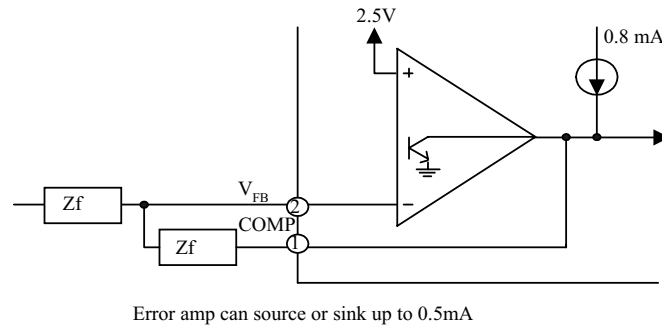 2.5V
0.8 mA
+
Zf
VFB
2
−
COMP
Zf
1
Error amp can source or sink up to 0.5mA